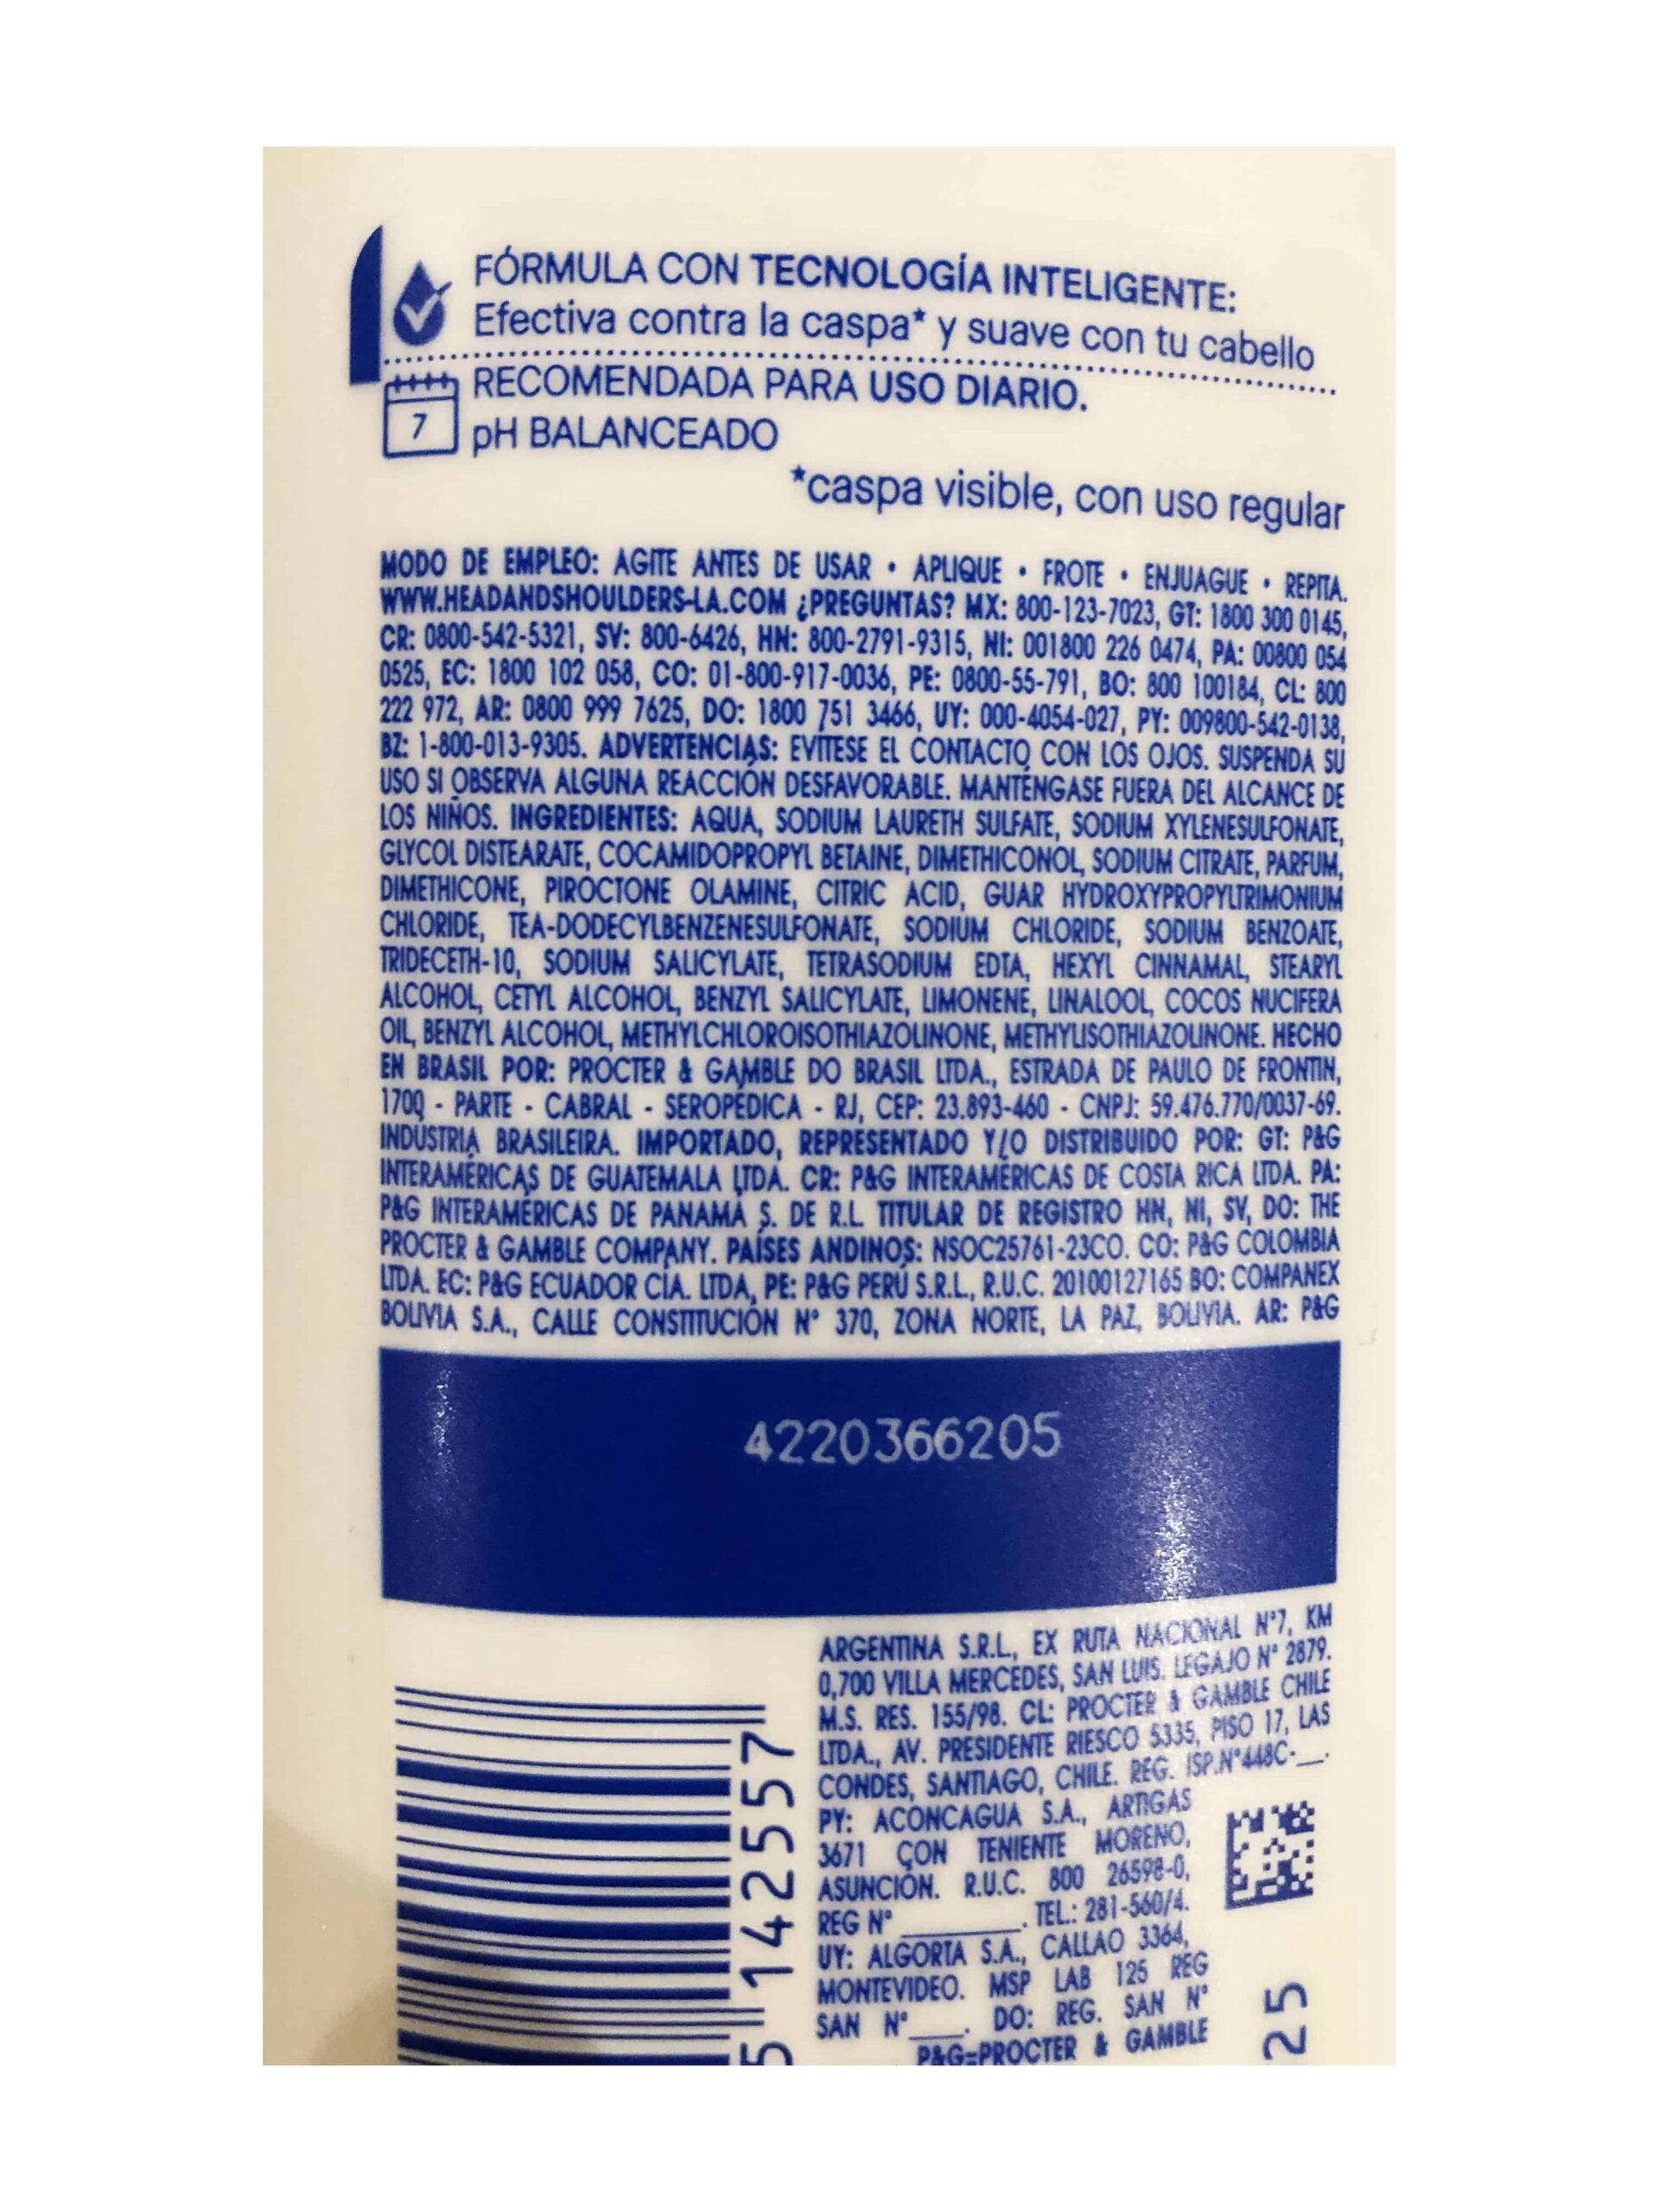 FÓRMULA CON TECNOLOGÍA INTELIGENTE:
Efectiva contra la caspa* y suave con tu cabello
7
RECOMENDADA PARA USO DIARIO.
pH BALANCEADO
*caspa visible, con uso regular
MODO DE EMPLEO: AGITE ANTES DE USAR • APLIQUE • FROTE • ENJUAGUE • REPITA.
WWW.HEADANDSHOULDERS-LA.COM ¿PREGUNTAS? MX: 800-123-7023, GT: 1800 300 0145,
CR: 0800-542-5321, SV: 800-6426, HN: 800-2791-9315, NI: 001800 226 0474, PA: 00800 054
0525, EC: 1800 102 058, CO: 01-800-917-0036, PE: 0800-55-791, BO: 800 100184, CL: 800
222 972, AR: 0800 999 7625, DO: 1800 751 3466, UY: 000-4054-027, PY: 009800-542-0138,
BZ: 1-800-013-9305. ADVERTENCIAS: EVÍTESE EL CONTACTO CON LOS OJOS. SUSPENDA SU
USO SI OBSERVA ALGUNA REACCIÓN DESFAVORABLE. MANTÉNGASE FUERA DEL ALCANCE DE
LOS NIÑOS. INGREDIENTES: AQUA, SODIUM LAURETH SULFATE, SODIUM XYLENESULFONATE,
GLYCOL DISTEARATE, COCAMIDOPROPYL BETAINE, DIMETHICONOL, SODIUM CITRATE, PARFUM,
DIMETHICONE, PIROCTONE OLAMINE, CITRIC ACID, GUAR HYDROXYPROPYLTRIMONIUM
CHLORIDE, TEA-DODECYLBENZENESULFONATE, SODIUM CHLORIDE, SODIUM BENZOATE,
TRIDECETH-10, SODIUM SALICYLATE, TETRASODIUM EDTA, HEXYL CINNAMAL, STEARYL
ALCOHOL, CETYL ALCOHOL, BENZYL SALICYLATE, LIMONENE, LINALOOL, COCOS NUCIFERA
OIL, BENZYL ALCOHOL, METHYLCHLOROISOTHIAZOLINONE, METHYLISOTHIAZOLINONE. HECHO
EN BRASIL POR: PROCTER & GAMBLE DO BRASIL LTDA., ESTRADA DE PAULO DE FRONTIN,
1700 - PARTE - CABRAL - SEROPÉDICA - RJ, CEP: 23.893-460 - CNPJ: 59.476.770/0037-69.
INDÚSTRIA BRASILEIRA. IMPORTADO, REPRESENTADO Y/O DISTRIBUIDO POR: GT: P&G
INTERAMÉRICAS DE GUATEMALA LTDA. CR: P&G INTERAMÉRICAS DE COSTA RICA LTDA. PA:
P&G INTERAMÉRICAS DE PANAMÁ S. DE R.L. TITULAR DE REGISTRO HN, NI, SV, DO: THE
PROCTER & GAMBLE COMPANY. PAÍSES ANDINOS: NSOC25761-23CO. CO: P&G COLOMBIA
LTDA. EC: P&G ECUADOR CÍA. LTDA, PE: P&G PERÚ S.R.L., R.U.C. 20100127165 BO: COMPANEX
BOLIVIA S.A., CALLE CONSTITUCIÓN N° 370, ZONA NORTE, LA PAZ, BOLIVIA. AR: P&G
4220366205
ARGENTINA S.R.L., EX RUTA NACIONAL N°7, KM
0,700 VILLA MERCEDES, SAN LUIS. LEGAJO N° 2879.
M.S. RES. 155/98. CL: PROCTER & GAMBLE CHILE
LTDA., AV. PRESIDENTE RIESCO 5335, PISO 17, LAS
CONDES, SANTIAGO, CHILE. REG. ISP.N°448C-__.
PY: ACONCAGUA S.A., ARTIGAS
3671 CON TENIENTE MORENO,
ASUNCIÓN. R.U.C. 800 26598-0,
REG N° ________. TEL.: 281-560/4.
UY: ALGORTA S.A., CALLAO 3364,
MONTEVIDEO. MSP LAB 125 REG
SAN N°____. DO: REG. SAN N°
P&G=PROCTER & GAMBLE
5 142557
25